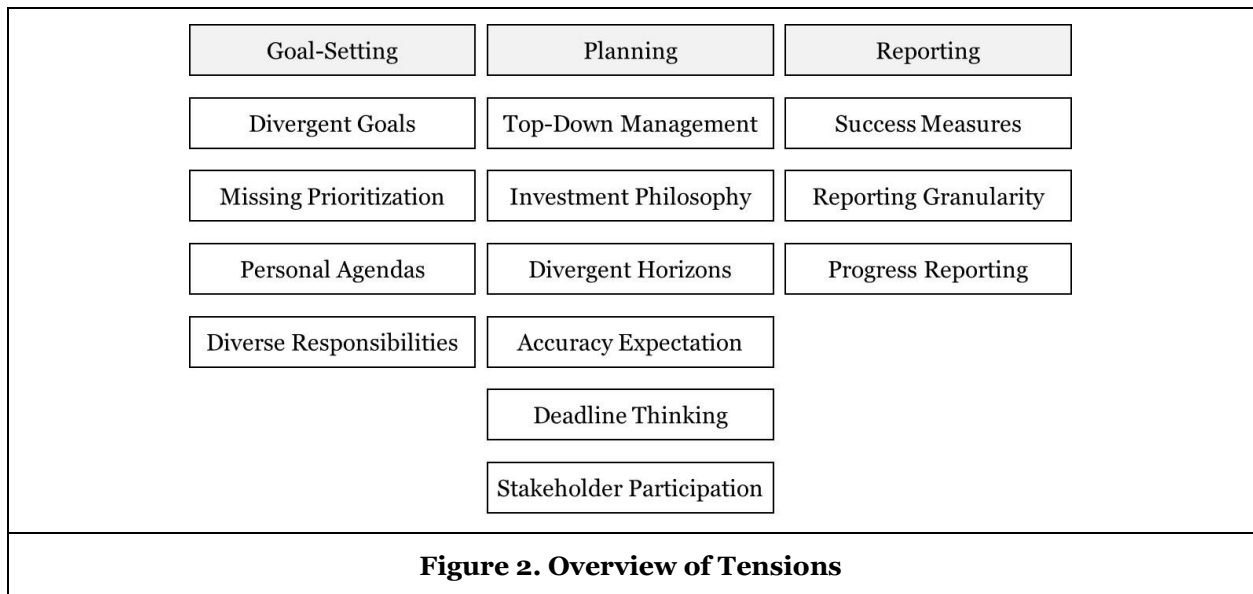 Goal-Setting
Planning
Reporting
Divergent Goals
Top-Down Management
Success Measures
Missing Prioritization
Investment Philosophy
Reporting Granularity
Personal Agendas
Divergent Horizons
Progress Reporting
Diverse Responsibilities
Accuracy Expectation
Deadline Thinking
Stakeholder Participation
Figure 2. Overview of Tensions